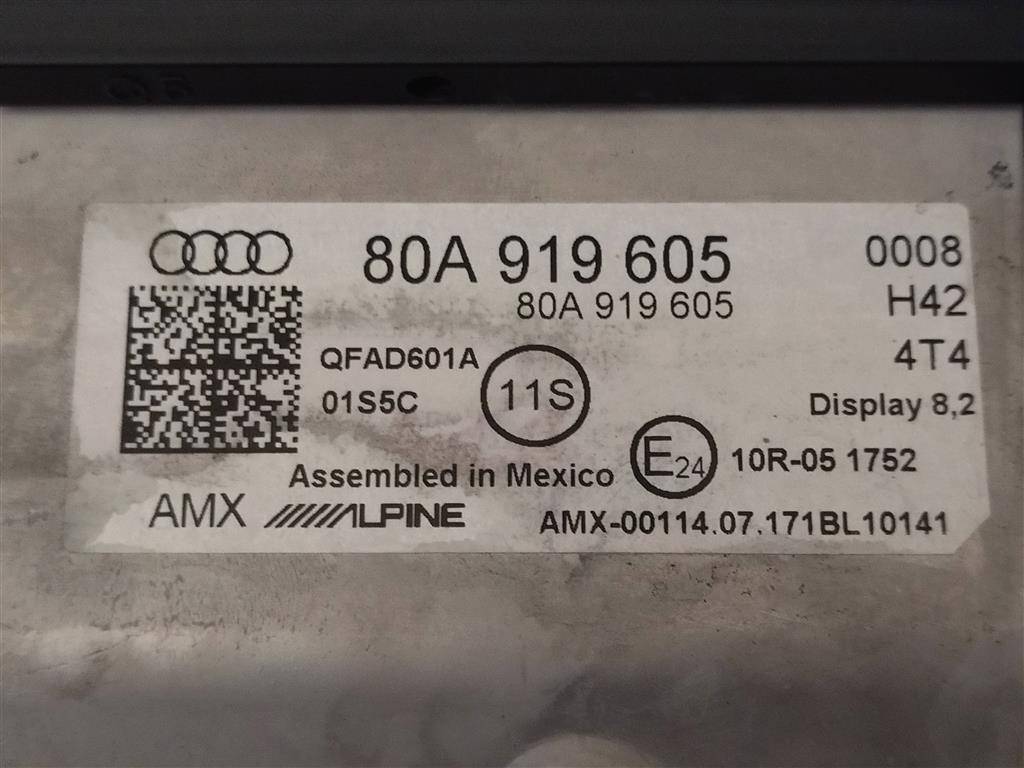 80A 919 605 0008
80A 919 605 H42
QFAD601A 4T4
01S5C 11S Display 8,2
E24 10R-05 1752
Assembled in Mexico
AMX ALPINE AMX-00114.07.171BL10141